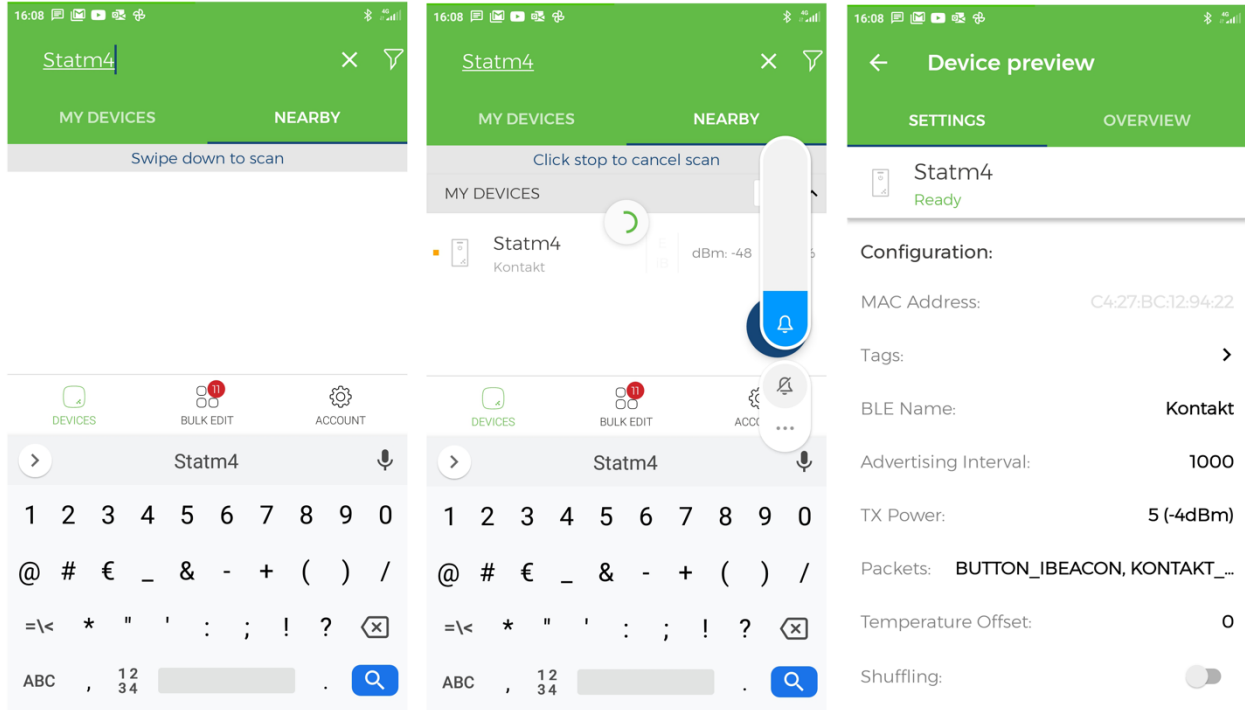 16:08
Statm4
MY DEVICES NEARBY
Swipe down to scan
11
DEVICES BULK EDIT ACCOUNT
Statm4
1 2 3 4 5 6 7 8 9 0
@ # € _ & - + ( ) /
=\< * " ' : ; ! ?
ABC , 12 34 .
16:08
4G
Statm4
MY DEVICES NEARBY
Click stop to cancel scan
MY DEVICES
Statm4
Kontakt
dBm: -48
%
11
DEVICES BULK EDIT ACC
Statm4
1 2 3 4 5 6 7 8 9 0
@ # € _ & - + ( ) /
=\< * " ' : ; ! ?
ABC , 12 34 .
16:08
4G
Device preview
SETTINGS OVERVIEW
Statm4
Ready
Configuration:
MAC Address: C4:27:BC:12:94:22
Tags:
BLE Name: Kontakt
Advertising Interval: 1000
TX Power: 5 (-4dBm)
Packets: BUTTON_IBEACON, KONTAKT_...
Temperature Offset: 0
Shuffling: